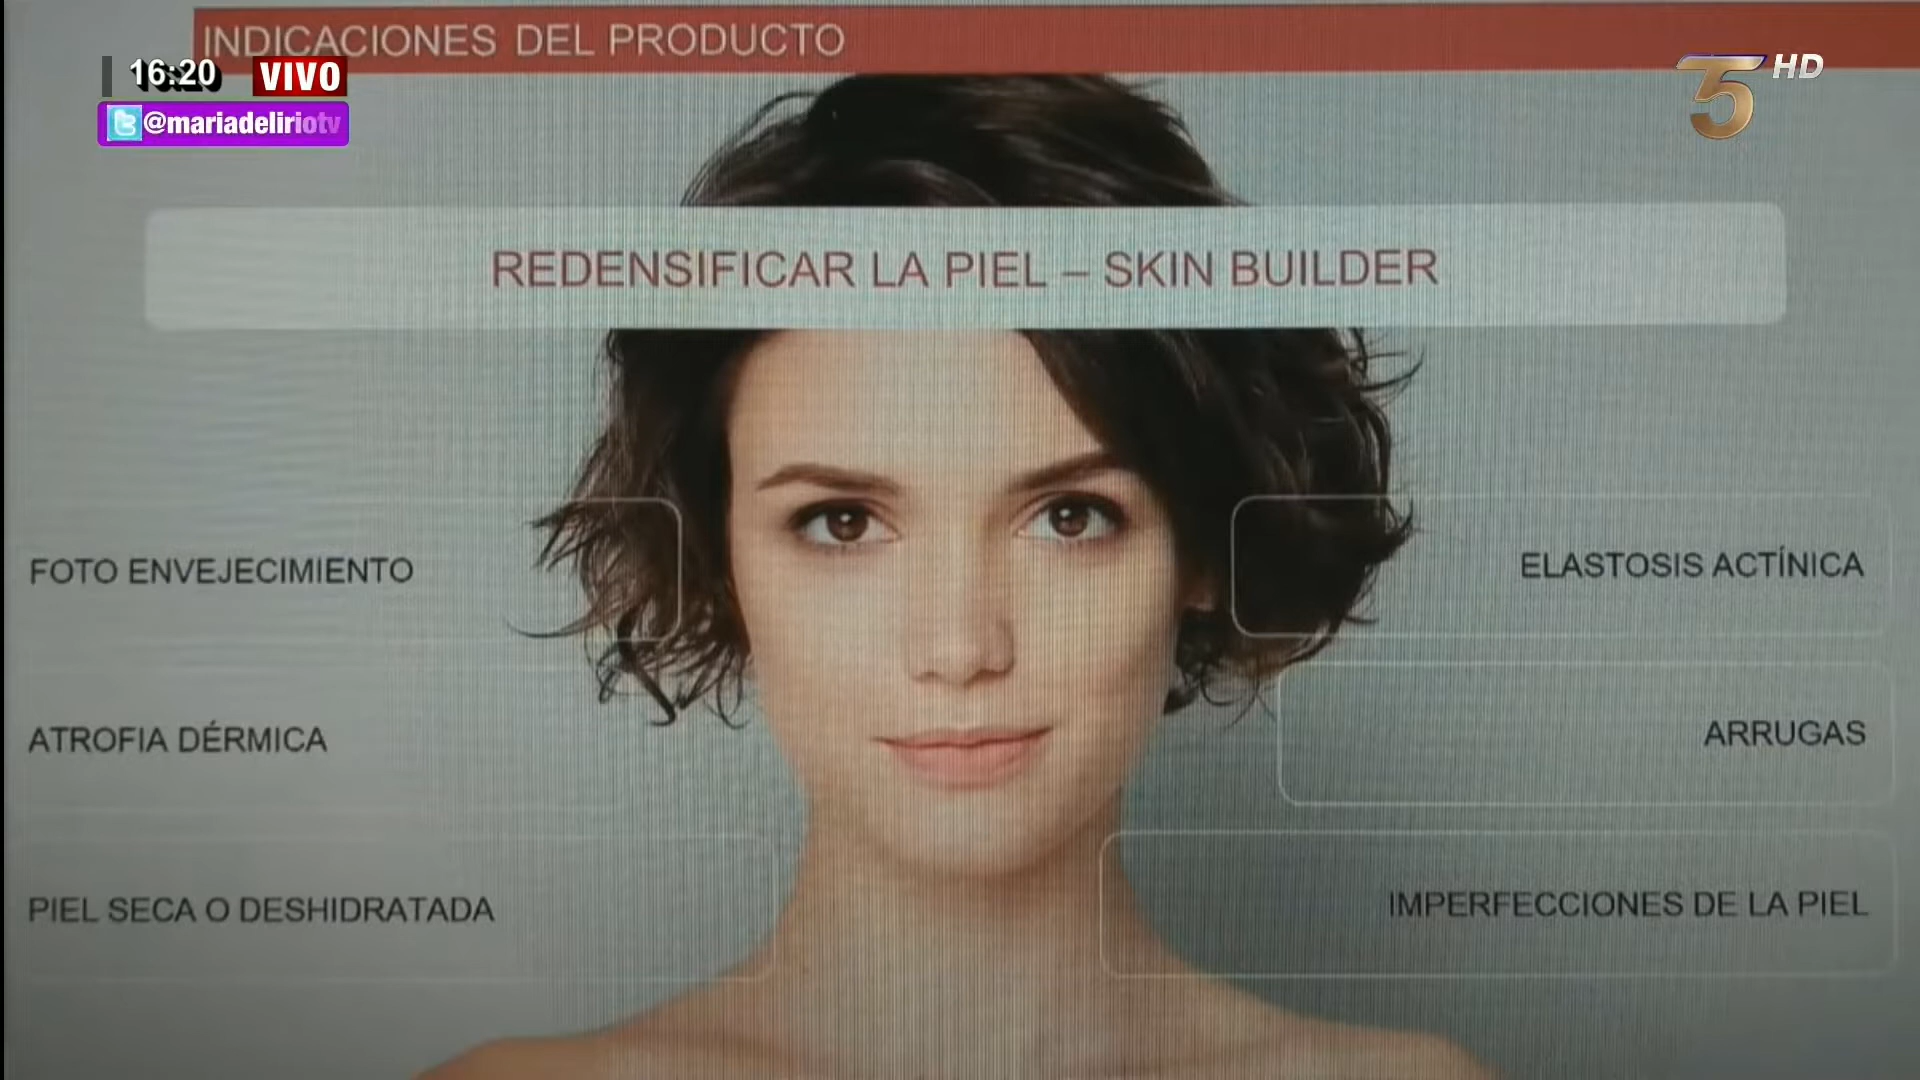 INDICACIONES DEL PRODUCTO
16:20 VIVO
@mariadeliriotv
5 HD
REDENSIFICAR LA PIEL – SKIN BUILDER
FOTO ENVEJECIMIENTO
ELASTOSIS ACTÍNICA
ATROFIA DÉRMICA
ARRUGAS
PIEL SECA O DESHIDRATADA
IMPERFECCIONES DE LA PIEL